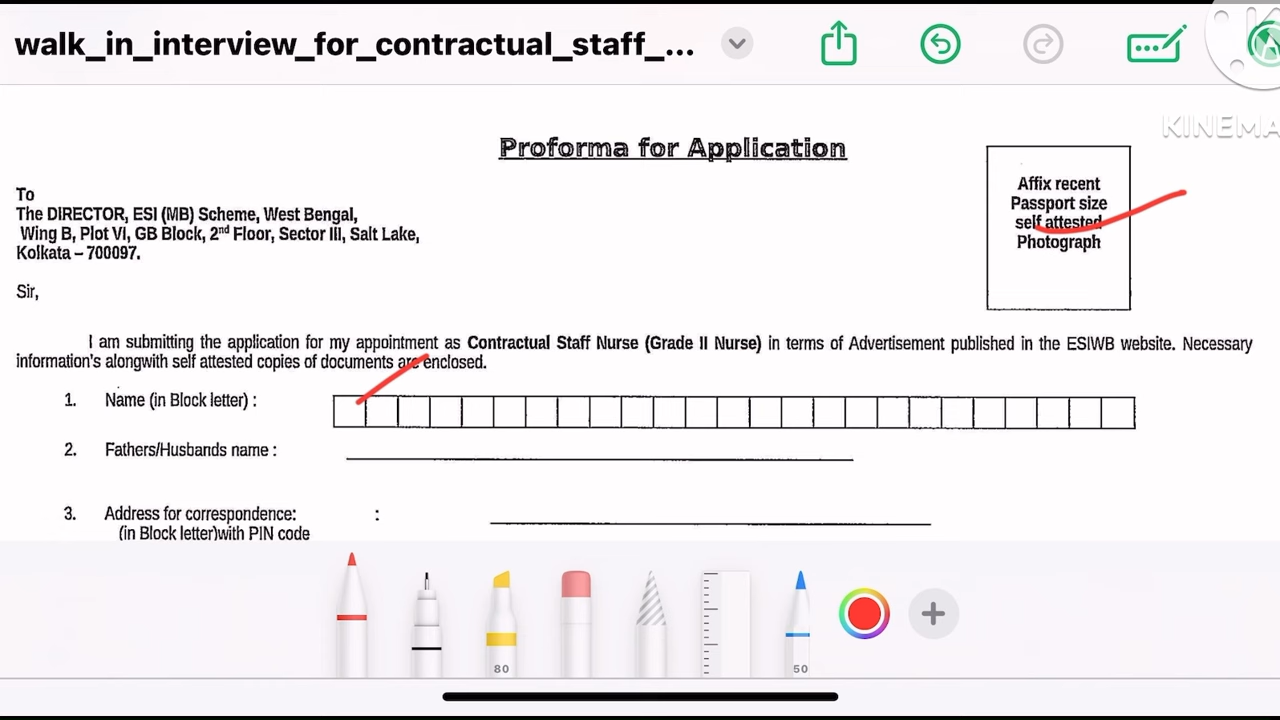 walk_in_interview_for_contractual_staff_...
KINEMA
Proforma for Application
Affix recent
Passport size
self attested
Photograph
To
The DIRECTOR, ESI (MB) Scheme, West Bengal,
Wing B, Plot VI, GB Block, 2nd Floor, Sector III, Salt Lake,
Kolkata – 700097.
Sir,
I am submitting the application for my appointment as Contractual Staff Nurse (Grade II Nurse) in terms of Advertisement published in the ESIWB website. Necessary
information's alongwith self attested copies of documents are enclosed.
1. Name (in Block letter) :
2. Fathers/Husbands name :
3. Address for correspondence: :
(in Block letter)with PIN code
80
50